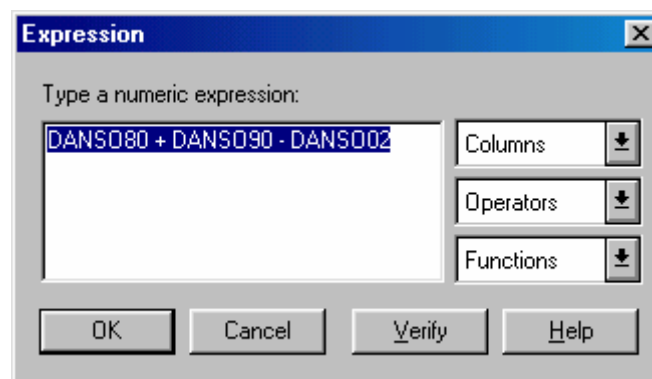 Expression
Type a numeric expression:
DANSO80 + DANSO90 - DANSO02
Columns
Operators
Functions
OK Cancel Verify Help